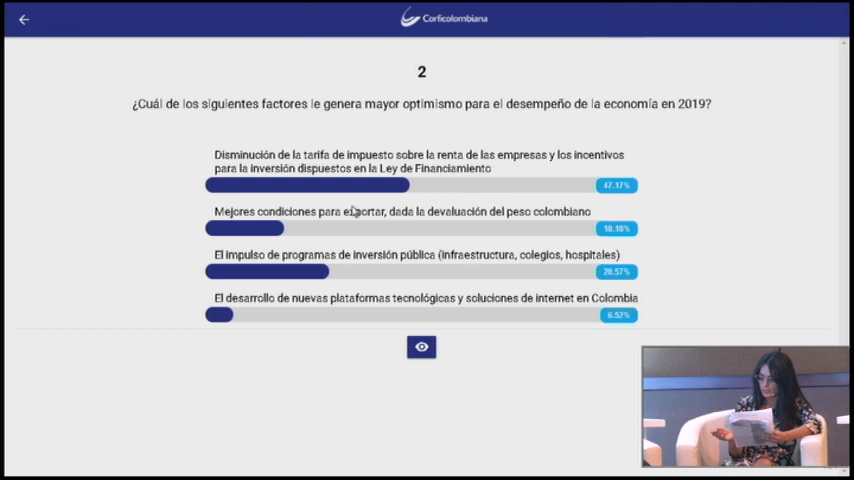 Corficolombiana
2
¿Cuál de los siguientes factores le genera mayor optimismo para el desempeño de la economía en 2019?
Disminución de la tarifa de impuesto sobre la renta de las empresas y los incentivos
para la inversión dispuestos en la Ley de Financiamiento
47.17%
Mejores condiciones para exportar, dada la devaluación del peso colombiano
18.18%
El impulso de programas de inversión pública (infraestructura, colegios, hospitales)
28.57%
El desarrollo de nuevas plataformas tecnológicas y soluciones de internet en Colombia
6.52%